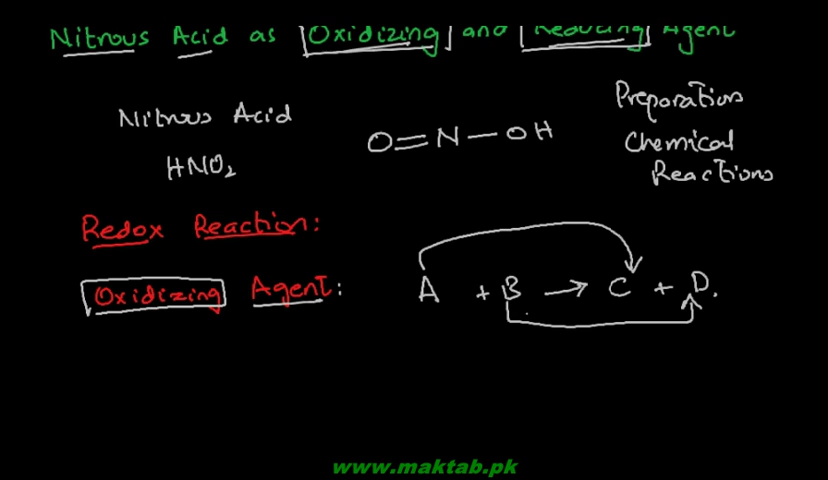 Nitrous Acid as Oxidizing and Reducing Agent
Nitrous Acid
HNO₂
O=N-OH
Preparations
Chemical
Reactions
Redox Reaction:
Oxidizing Agent:
A + B → C + D.
www.maktab.pk